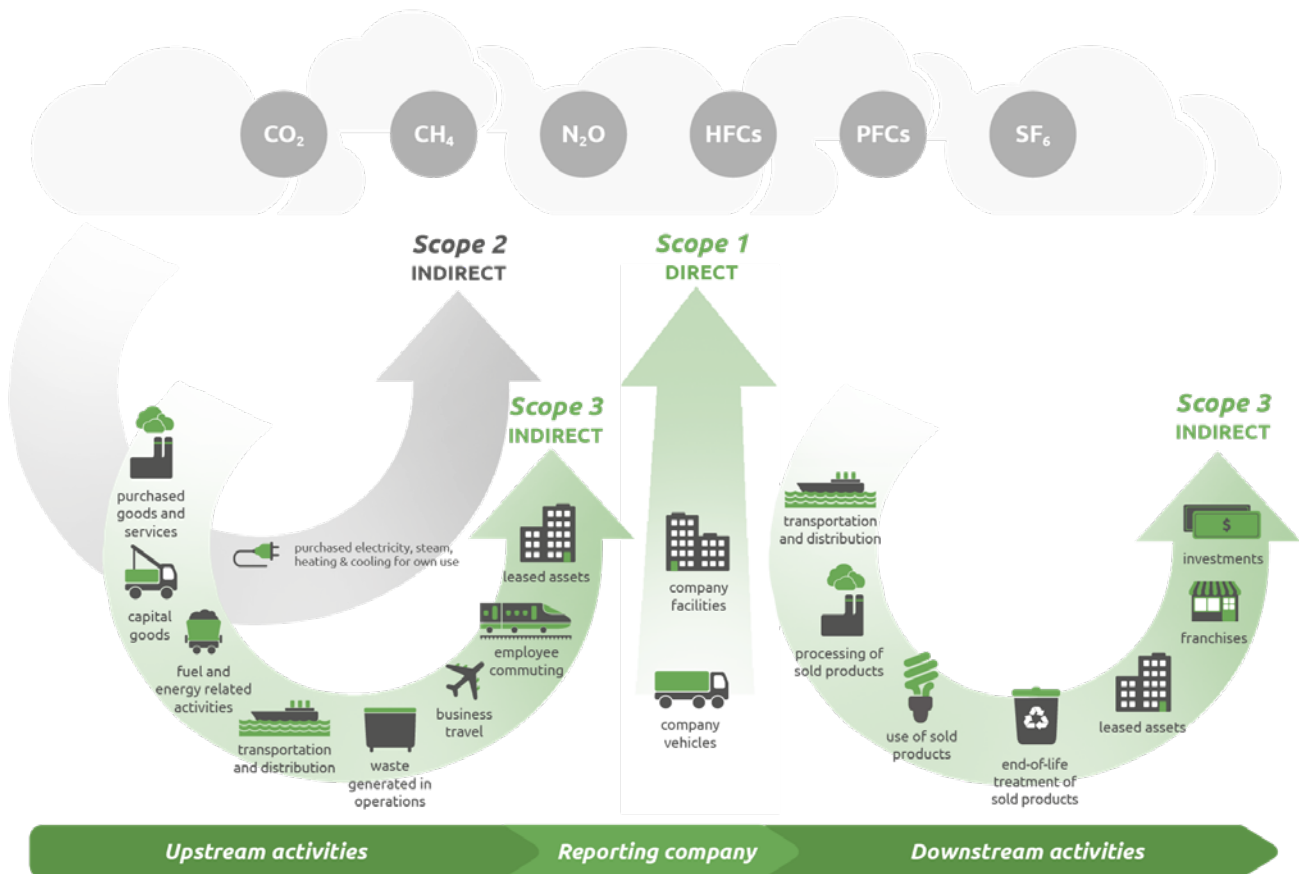 CO₂
CH₄
N₂O
HFCs
PFCs
SF₆
Scope 2
INDIRECT
Scope 1
DIRECT
Scope 3
INDIRECT
Scope 3
INDIRECT
purchased
goods and
services
capital
goods
fuel and
energy related
activities
transportation
and distribution
waste
generated in
operations
business
travel
employee
commuting
leased assets
purchased electricity, steam,
heating & cooling for own use
company
facilities
company
vehicles
transportation
and distribution
processing of
sold products
use of sold
products
end-of-life
treatment of
sold products
leased assets
franchises
$
investments
Upstream activities
Reporting company
Downstream activities